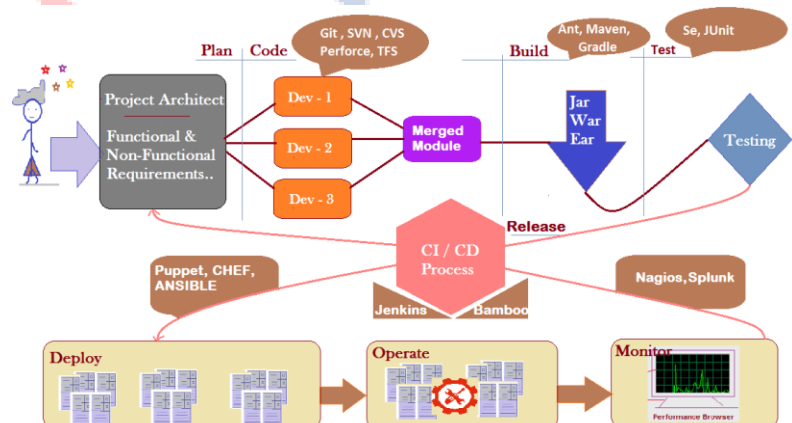 Plan
Code
Git , SVN , CVS
Perforce, TFS
Build
Ant, Maven,
Gradle
Test
Se, JUnit
Project Architect
Functional &
Non-Functional
Requirements..
Dev - 1
Dev - 2
Dev - 3
Merged
Module
Jar
War
Ear
Testing
Release
CI / CD
Process
Jenkins
Bamboo
Puppet, CHEF,
ANSIBLE
Nagios,Splunk
Deploy
Operate
Monitor
Performance Browser